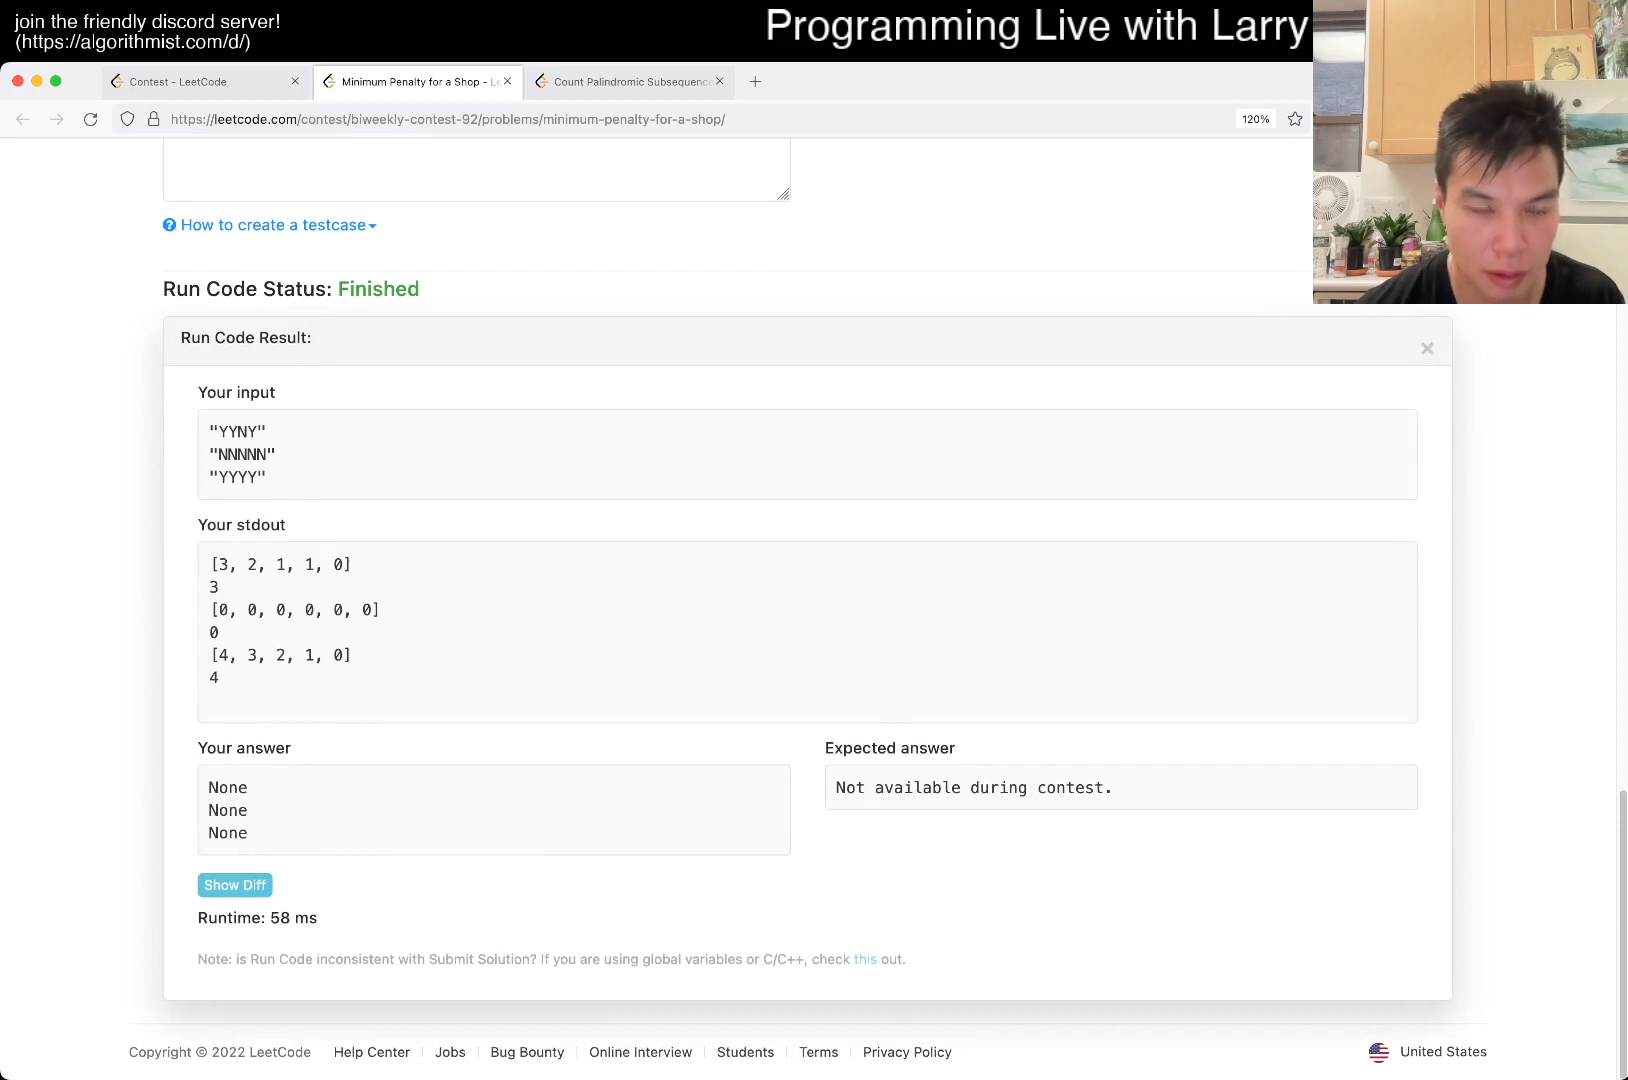 join the friendly discord server!
(https://algorithmist.com/d/)
Programming Live with Larry
Contest - LeetCode
Minimum Penalty for a Shop - Le
Count Palindromic Subsequence
https://leetcode.com/contest/biweekly-contest-92/problems/minimum-penalty-for-a-shop/
120%
How to create a testcase
Run Code Status: Finished
Run Code Result:
Your input
"YYNY"
"NNNNN"
"YYYY"
Your stdout
[3, 2, 1, 1, 0]
3
[0, 0, 0, 0, 0, 0]
0
[4, 3, 2, 1, 0]
4
Your answer
Expected answer
None
None
None
Not available during contest.
Show Diff
Runtime: 58 ms
Note: is Run Code inconsistent with Submit Solution? If you are using global variables or C/C++, check this out.
Copyright © 2022 LeetCode
Help Center
Jobs
Bug Bounty
Online Interview
Students
Terms
Privacy Policy
United States